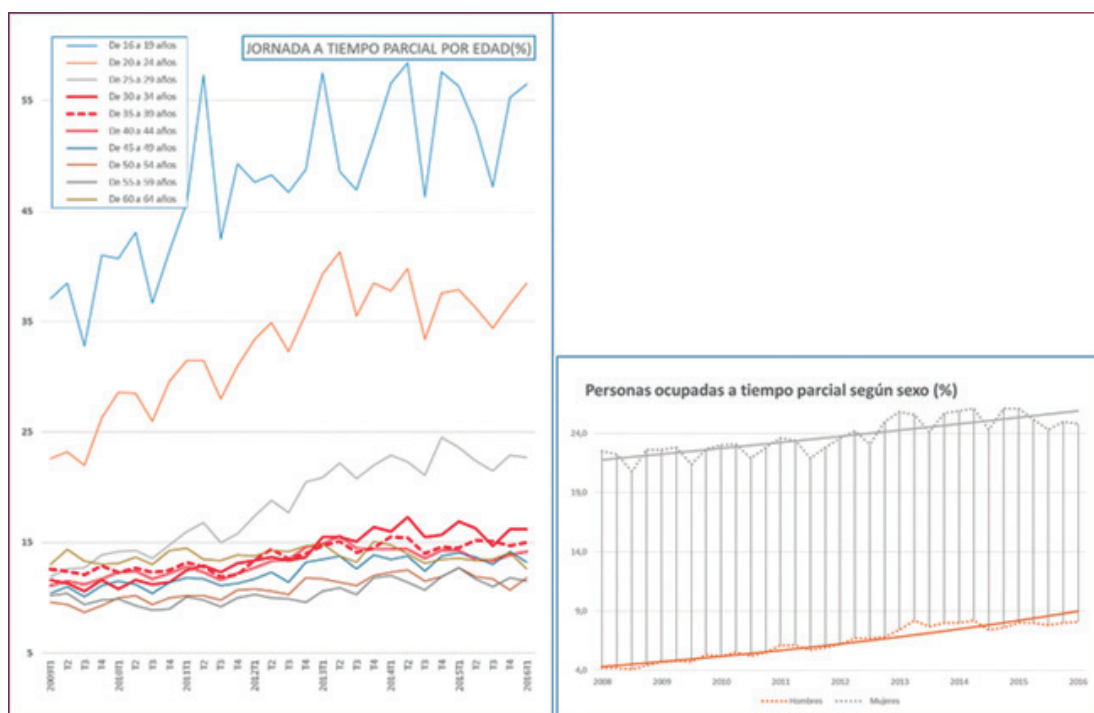 JORNADA A TIEMPO PARCIAL POR EDAD(%)
De 16 a 19 años
De 20 a 24 años
De 25 a 29 años
De 30 a 34 años
De 35 a 39 años
De 40 a 44 años
De 45 a 49 años
De 50 a 54 años
De 55 a 59 años
De 60 a 64 años
55
45
35
25
15
5
2009T1
T2
T3
T4
2010T1
T2
T3
T4
2011T1
T2
T3
T4
2012T1
T2
T3
T4
2013T1
T2
T3
T4
2014T1
T2
T3
T4
2015T1
T2
T3
T4
2016T1
Personas ocupadas a tiempo parcial según sexo (%)
24,0
19,0
14,0
9,0
4,0
2008 2009 2010 2011 2012 2013 2014 2015 2016
Hombres Mujeres